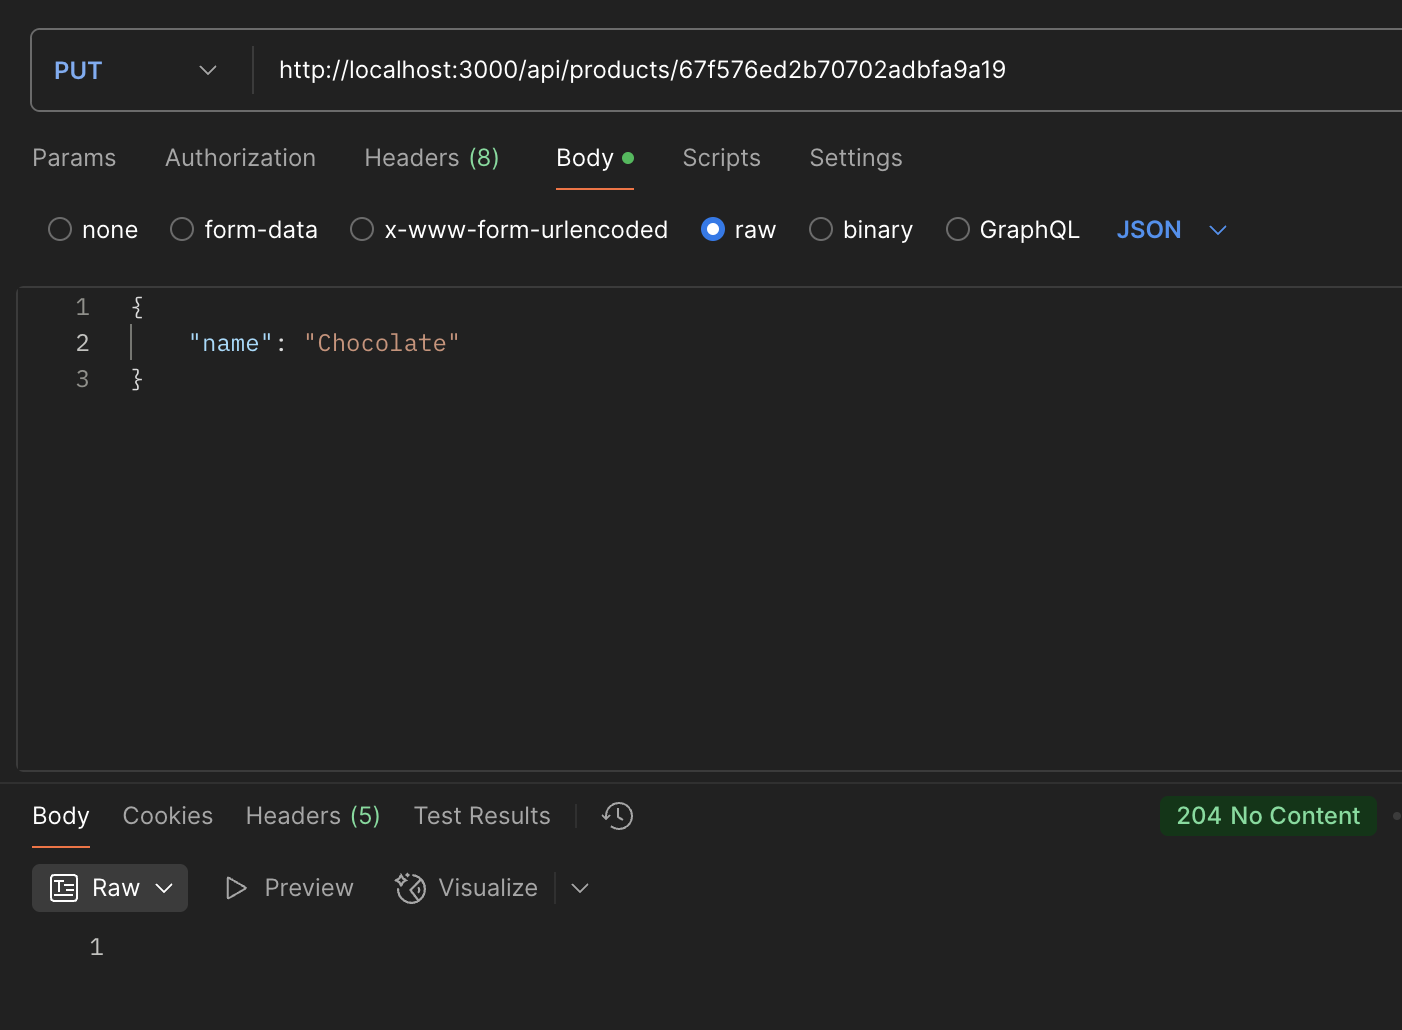 PUT http://localhost:3000/api/products/67f576ed2b70702adbfa9a19
Params Authorization Headers (8) Body Scripts Settings
none form-data x-www-form-urlencoded raw binary GraphQL JSON
1 {
2 "name": "Chocolate"
3 }
Body Cookies Headers (5) Test Results 204 No Content
Raw Preview Visualize
1